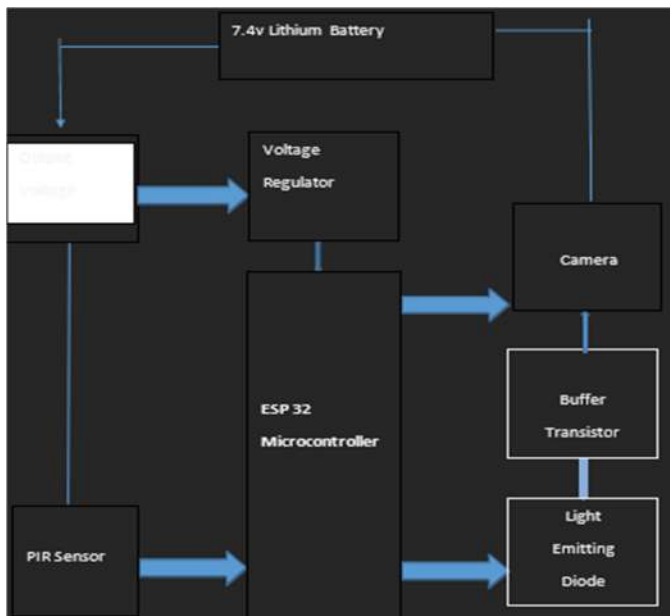 7.4v Lithium Battery
Voltage
Regulator
Camera
ESP 32
Microcontroller
Buffer
Transistor
PIR Sensor
Light
Emitting
Diode